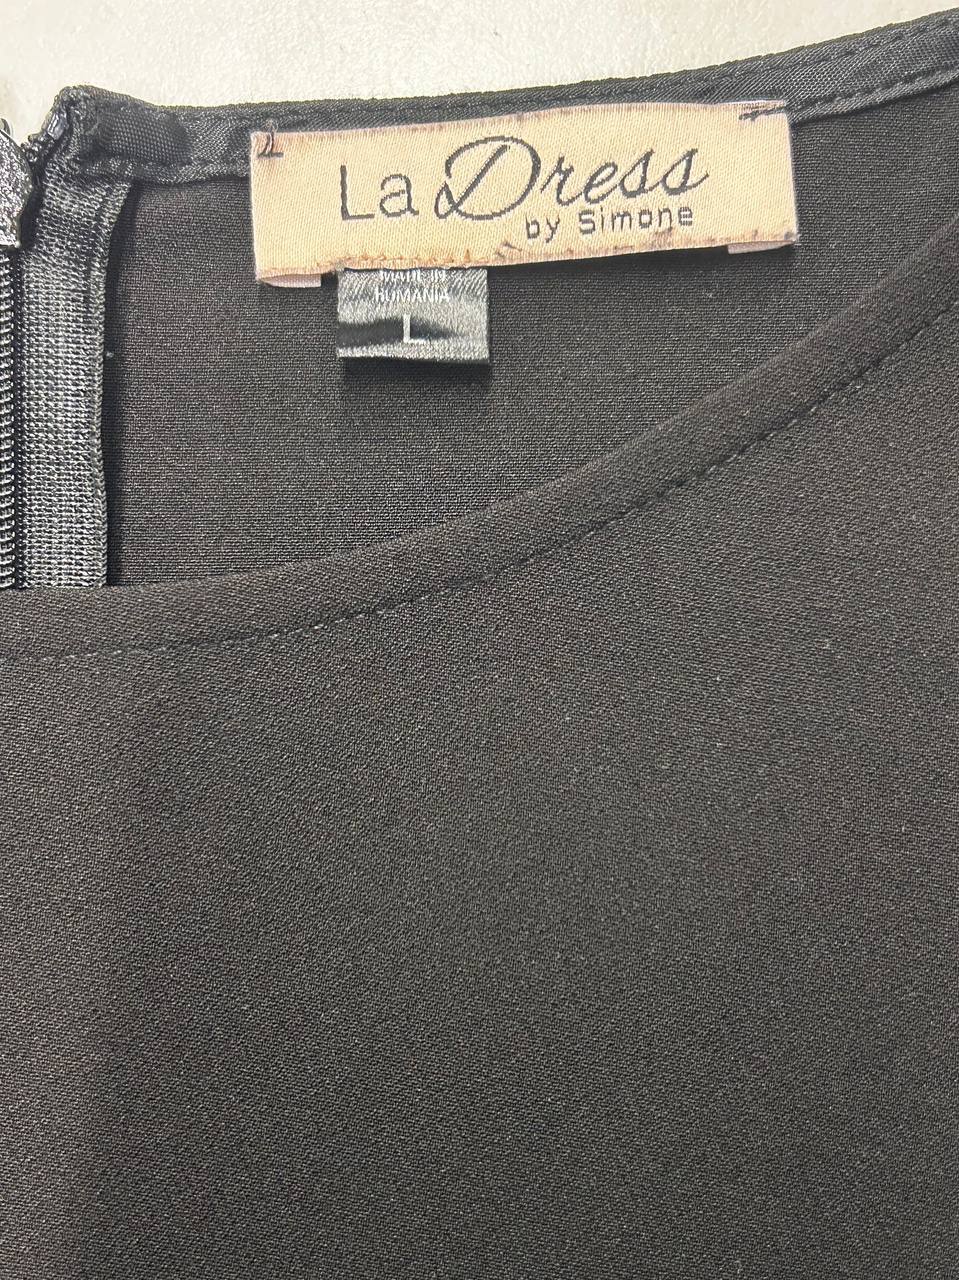 La Dress
by Simone
MADE IN
ROMANIA
L